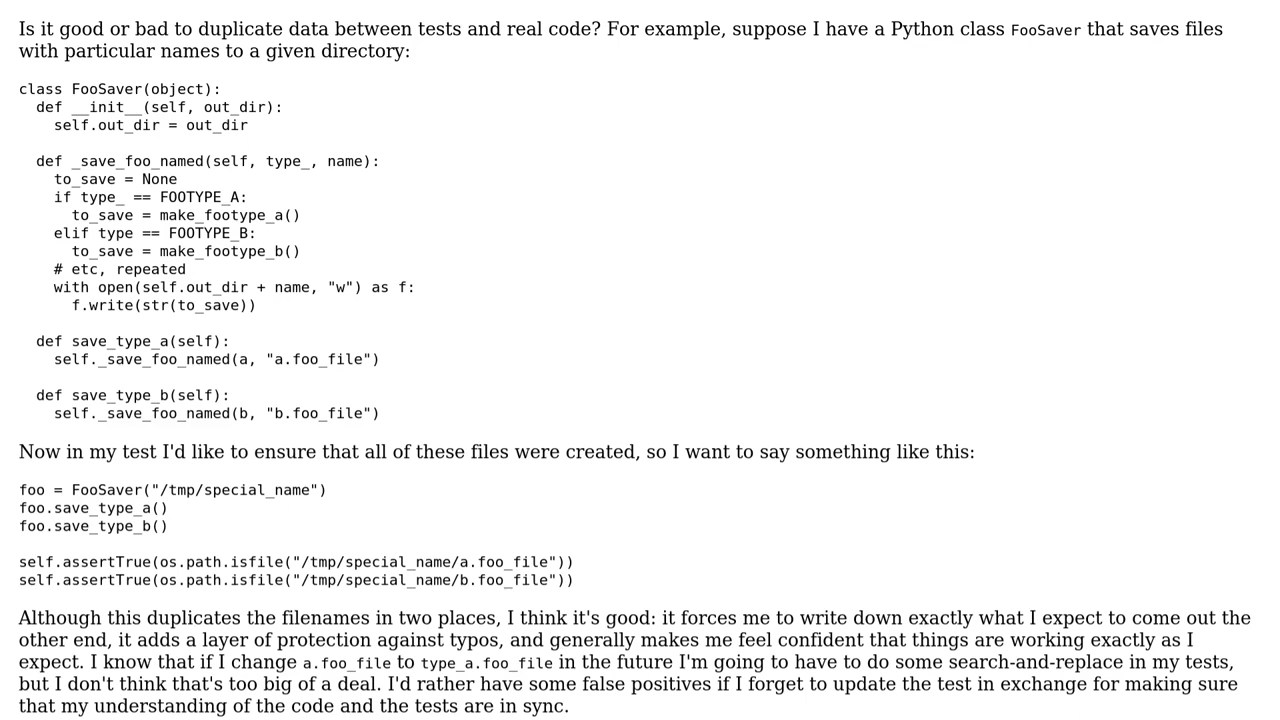 Is it good or bad to duplicate data between tests and real code? For example, suppose I have a Python class FooSaver that saves files
with particular names to a given directory:
class FooSaver(object):
  def __init__(self, out_dir):
    self.out_dir = out_dir
  def _save_foo_named(self, type_, name):
    to_save = None
    if type_ == FOOTYPE_A:
      to_save = make_footype_a()
    elif type == FOOTYPE_B:
      to_save = make_footype_b()
    # etc, repeated
    with open(self.out_dir + name, "w") as f:
      f.write(str(to_save))
  def save_type_a(self):
    self._save_foo_named(a, "a.foo_file")
  def save_type_b(self):
    self._save_foo_named(b, "b.foo_file")
Now in my test I'd like to ensure that all of these files were created, so I want to say something like this:
foo = FooSaver("/tmp/special_name")
foo.save_type_a()
foo.save_type_b()
self.assertTrue(os.path.isfile("/tmp/special_name/a.foo_file"))
self.assertTrue(os.path.isfile("/tmp/special_name/b.foo_file"))
Although this duplicates the filenames in two places, I think it's good: it forces me to write down exactly what I expect to come out the
other end, it adds a layer of protection against typos, and generally makes me feel confident that things are working exactly as I
expect. I know that if I change a.foo_file to type_a.foo_file in the future I'm going to have to do some search-and-replace in my tests,
but I don't think that's too big of a deal. I'd rather have some false positives if I forget to update the test in exchange for making sure
that my understanding of the code and the tests are in sync.